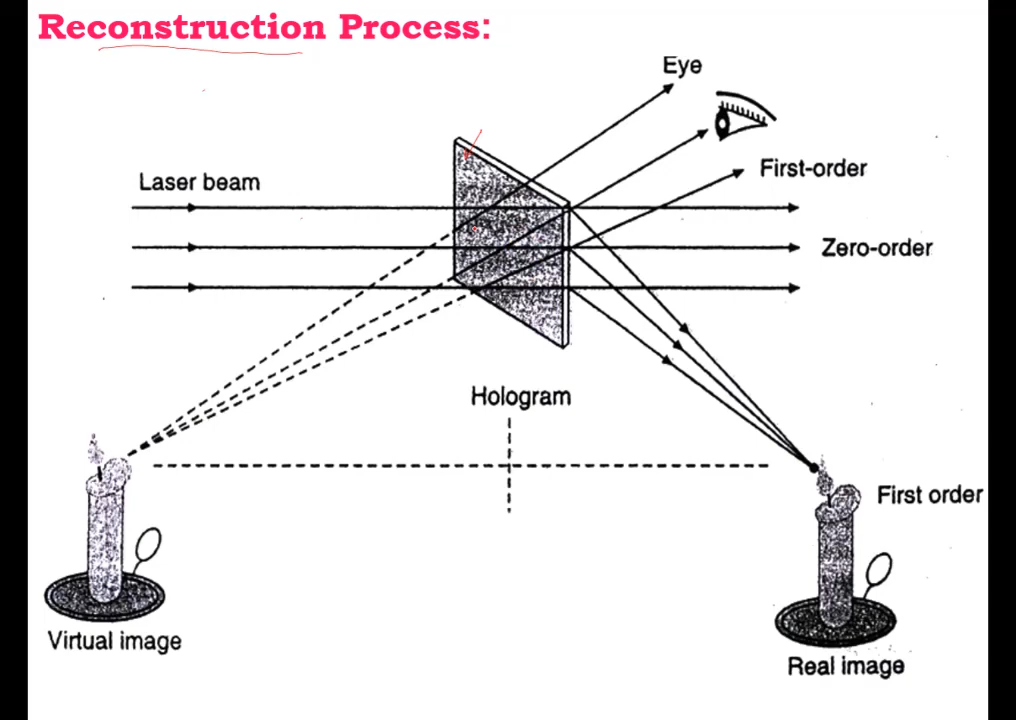 Reconstruction Process:
Eye
Laser beam
First-order
Zero-order
Hologram
First order
Virtual image
Real image